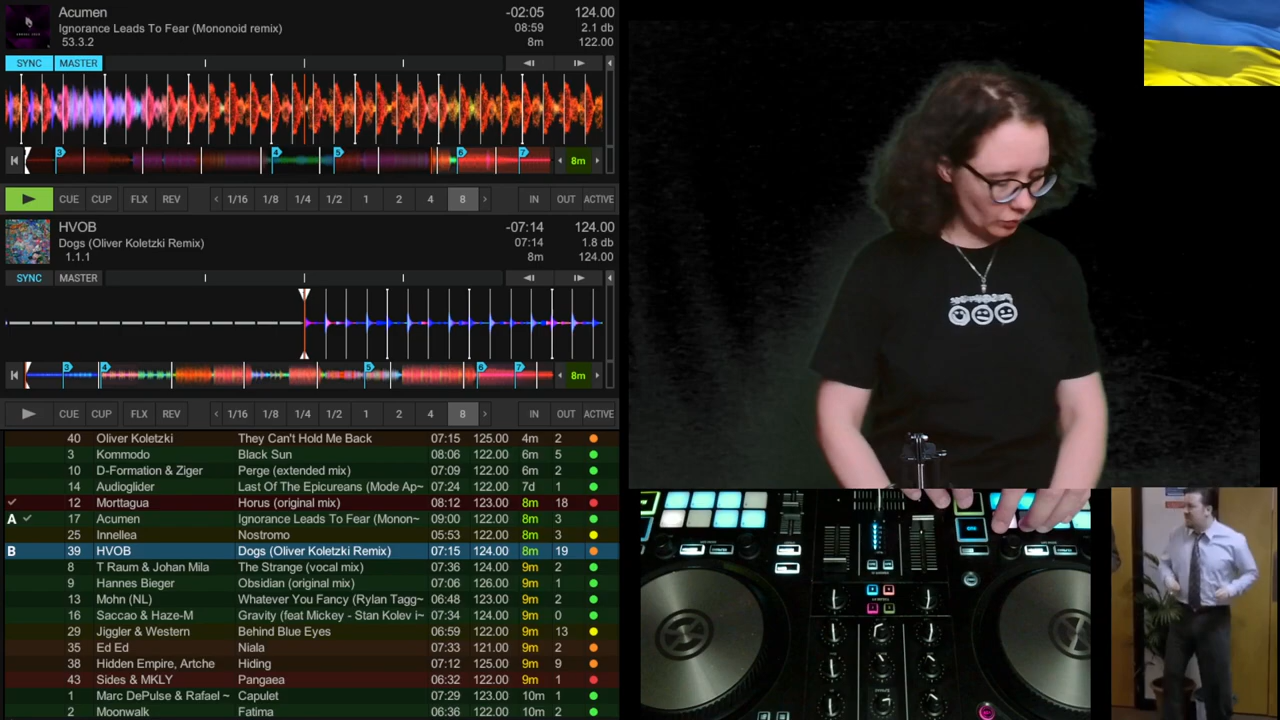 Acumen -02:05 124.00
Ignorance Leads To Fear (Mononoid remix) 08:59 2.1 db
53.3.2 8m 122.00
SYNC MASTER
3 4 5 6 7 8m
CUE CUP FLX REV 1/16 1/8 1/4 1/2 1 2 4 8 IN OUT ACTIVE
HVOB -07:14 124.00
Dogs (Oliver Koletzki Remix) 07:14 1.8 db
1.1.1 8m 124.00
SYNC MASTER
3 4 5 6 7 8m
CUE CUP FLX REV 1/16 1/8 1/4 1/2 1 2 4 8 IN OUT ACTIVE
40 Oliver Koletzki They Can't Hold Me Back 07:15 125.00 4m 2
3 Kommodo Black Sun 08:06 122.00 6m 5
10 D-Formation & Ziger Perge (extended mix) 07:09 122.00 6m 2
14 Audioglider Last Of The Epicureans (Mode Ap~ 07:24 122.00 7d 1
12 Morttagua Horus (original mix) 08:12 123.00 8m 18
A 17 Acumen Ignorance Leads To Fear (Monon~ 09:00 122.00 8m 3
25 Innellea Nostromo 05:53 122.00 8m 3
B 39 HVOB Dogs (Oliver Koletzki Remix) 07:15 124.00 8m 19
8 T Raum & Johan Mila The Strange (vocal mix) 07:36 124.00 9m 2
9 Hannes Bieger Obsidian (original mix) 07:06 126.00 9m 1
13 Mohn (NL) Whatever You Fancy (Rylan Tagg~ 06:48 123.00 9m 2
16 Saccao & Haze-M Gravity (feat Mickey - Stan Kolev i~ 07:34 124.00 9m 0
29 Jiggler & Western Behind Blue Eyes 06:59 122.00 9m 13
35 Ed Ed Niala 07:33 121.00 9m 2
38 Hidden Empire, Artche Hiding 07:12 125.00 9m 9
43 Sides & MKLY Pangaea 06:32 122.00 9m 1
1 Marc DePulse & Rafael ~ Capulet 07:29 123.00 10m 1
2 Moonwalk Fatima 06:36 122.00 10m 2